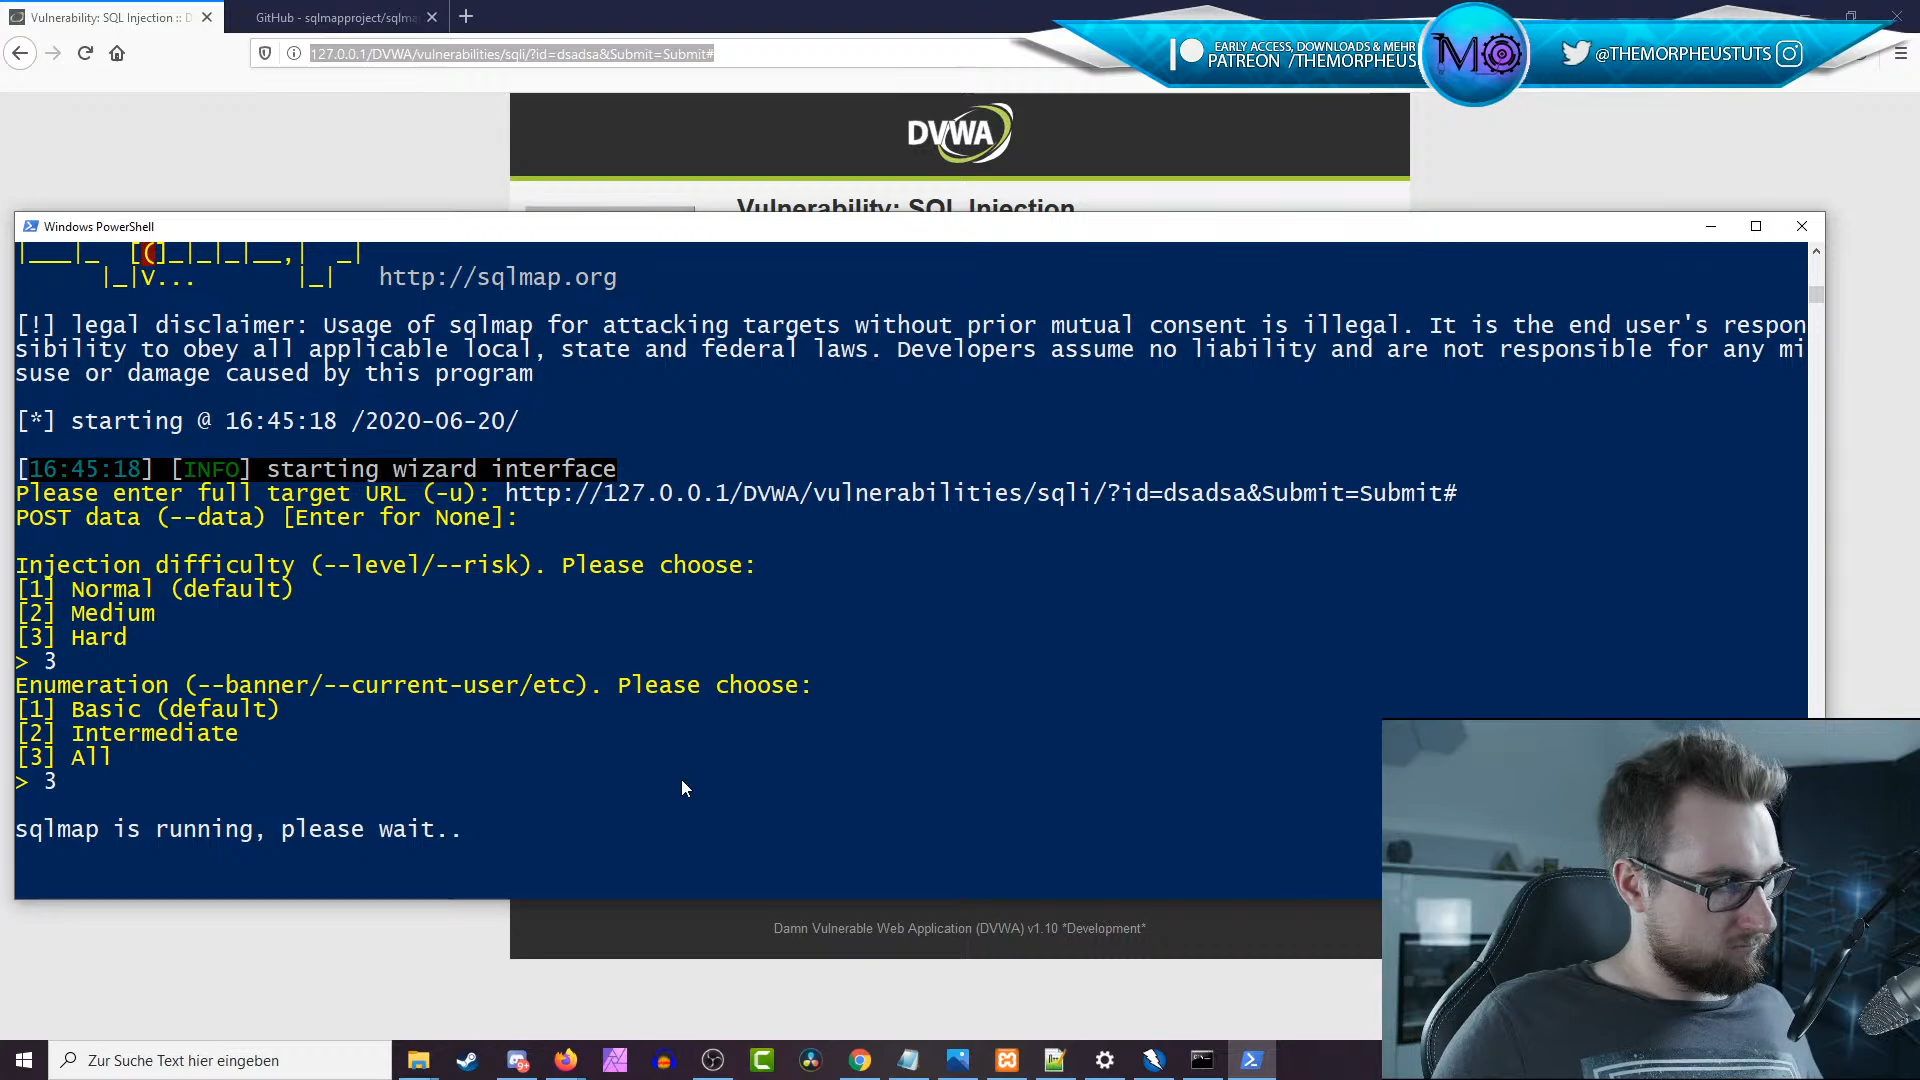 Vulnerability: SQL Injection :: D
GitHub - sqlmapproject/sqlma
127.0.0.1/DVWA/vulnerabilities/sqli/?id=dsadsa&Submit=Submit#
EARLY ACCESS, DOWNLOADS & MEHR
PATREON /THEMORPHEUS
@THEMORPHEUSTUTS
DVWA
Vulnerability: SQL Injection
Windows PowerShell
|___|_  [(]_|_|_|__,|  _|
|_|V...       |_|   http://sqlmap.org
[!] legal disclaimer: Usage of sqlmap for attacking targets without prior mutual consent is illegal. It is the end user's respon
sibility to obey all applicable local, state and federal laws. Developers assume no liability and are not responsible for any mi
suse or damage caused by this program
[*] starting @ 16:45:18 /2020-06-20/
[16:45:18] [INFO] starting wizard interface
Please enter full target URL (-u): http://127.0.0.1/DVWA/vulnerabilities/sqli/?id=dsadsa&Submit=Submit#
POST data (--data) [Enter for None]:
Injection difficulty (--level/--risk). Please choose:
[1] Normal (default)
[2] Medium
[3] Hard
> 3
Enumeration (--banner/--current-user/etc). Please choose:
[1] Basic (default)
[2] Intermediate
[3] All
> 3
sqlmap is running, please wait..
Damn Vulnerable Web Application (DVWA) v1.10 *Development*
Zur Suche Text hier eingeben